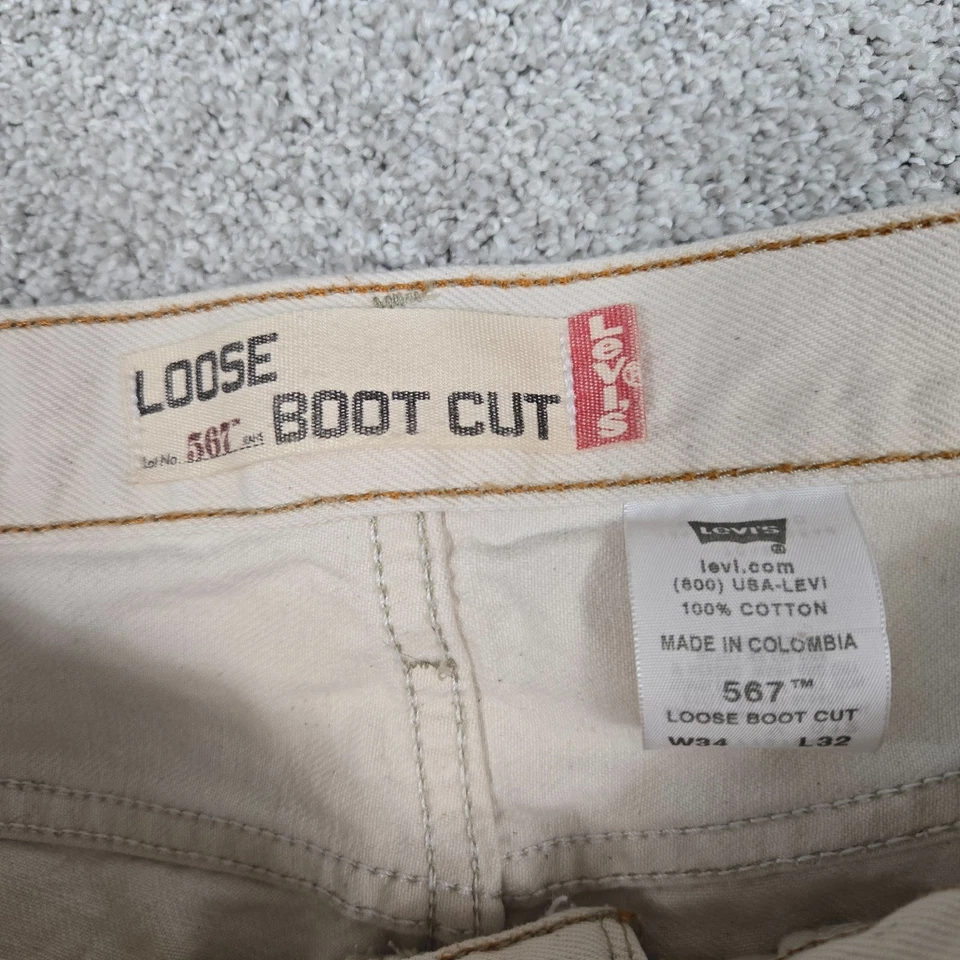 LOOSE
BOOT CUT
Lot No. 567™
LeVI'S®
LEVI'S
®
levi.com
(800) USA-LEVI
100% COTTON
MADE IN COLOMBIA
567™
LOOSE BOOT CUT
W34 L32